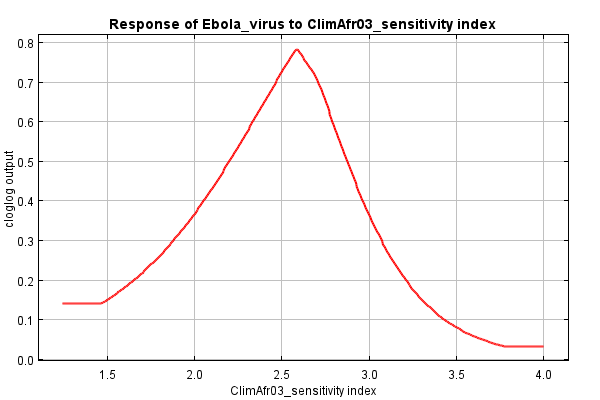 Response of Ebola_virus to ClimAfr03_sensitivity index
0.8
0.7
0.6
0.5
0.4
0.3
0.2
0.1
0.0
cloglog output
1.5 2.0 2.5 3.0 3.5 4.0
ClimAfr03_sensitivity index